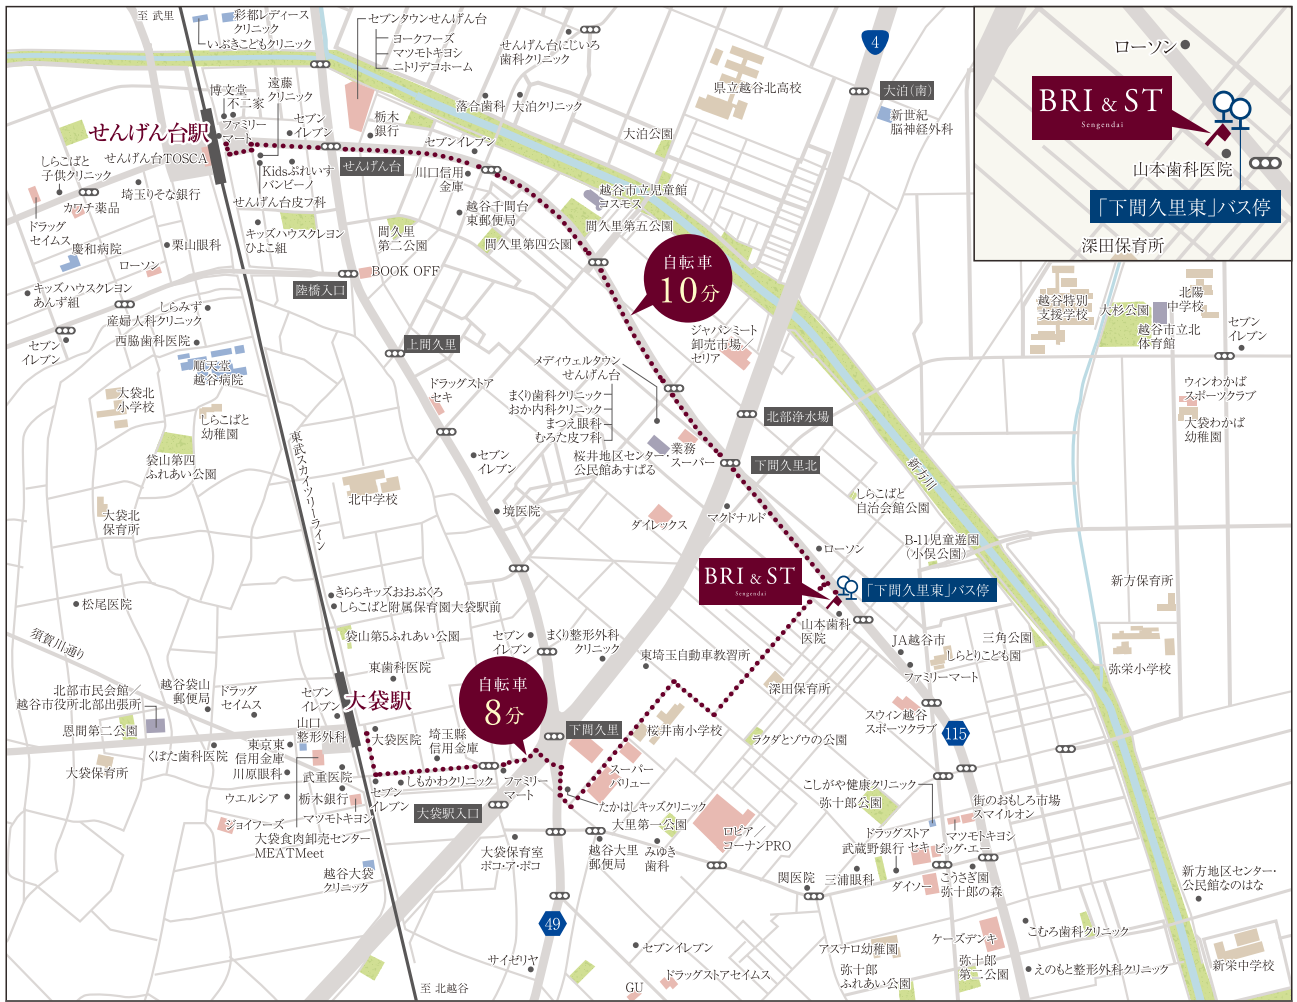 至 武里
彩都レディース
クリニック
いぶきこどもクリニック
セブンタウンせんげん台
ヨークフーズ
マツモトキヨシ
ニトリデコホーム
せんげん台にじいろ
歯科クリニック
4
大泊(南)
新世紀
脳神経外科
県立越谷北高校
大泊公園
落合歯科
大泊クリニック
博文堂
不二家
遠藤
クリニック
ファミリー
マート
セブン
イレブン
栃木
銀行
セブンイレブン
せんげん台駅
せんげん台TOSCA
Kidsぷれいす
バンビーノ
せんげん台
川口信用
金庫
しらこばと
子供クリニック
カワチ薬品
埼玉りそな銀行
せんげん台皮フ科
越谷千間台
東郵便局
越谷市立児童館
コスモス
間久里第五公園
間久里第四公園
ドラッグ
セイムス
慶和病院
栗山眼科
キッズハウスクレヨン
ひよこ組
間久里
第二公園
ローソン
BOOK OFF
自転車
10分
キッズハウスクレヨン
あんず組
陸橋入口
しらみず
産婦人科クリニック
西脇歯科医院
セブン
イレブン
上間久里
順天堂
越谷病院
ジャパンミート
卸売市場/
セリア
メディウェルタウン
せんげん台
まくり歯科クリニック
おか内科クリニック
まつえ眼科
むろた皮フ科
ドラッグストア
セキ
大袋北
小学校
しらこばと
幼稚園
北部浄水場
袋山第四
ふれあい公園
東武スカイツリーライン
セブン
イレブン
桜井地区センター・
公民館あすぱる
業務
スーパー
下間久里北
新方川
北中学校
大袋北
保育所
境医院
ダイレックス
マクドナルド
しらこばと
自治会館公園
ローソン
B-11児童遊園
(小俣公園)
BRI & ST
Sengendai
「下間久里東」バス停
新方保育所
きららキッズおおぶくろ
しらこばと附属保育園大袋駅前
松尾医院
山本歯科
医院
須賀川通り
袋山第5ふれあい公園
セブン
イレブン
まくり整形外科
クリニック
JA越谷市
三角公園
しらとりこども園
弥栄小学校
東埼玉自動車教習所
ファミリーマート
東歯科医院
北部市民会館/
越谷市役所北部出張所
越谷袋山
郵便局
ドラッグ
セイムス
セブン
イレブン
大袋駅
自転車
8分
深田保育所
スウィン越谷
スポーツクラブ
恩間第二公園
山口
整形外科
大袋医院
埼玉縣
信用金庫
下間久里
桜井南小学校
ラクダとゾウの公園
115
くぼた歯科医院
東京東
信用金庫
大袋保育所
川原眼科
武重医院
しもかわクリニック
ファミリー
マート
スーパー
バリュー
ウエルシア
栃木銀行
セブン
イレブン
大袋駅入口
たかはしキッズクリニック
こしがや健康クリニック
弥十郎公園
街のおもしろ市場
スマイルオン
ジョイフーズ
マツモトキヨシ
大袋食肉卸売センター
MEATMeet
大里第一公園
ロピア/
コーナンPRO
ドラッグストア
セキ
マツモトキヨシ
武蔵野銀行
ビッグ・エー
越谷大袋
クリニック
大袋保育室
ポコ・ア・ポコ
越谷大里
郵便局
みゆき
歯科
関医院
三浦眼科
ダイソー
こうさぎ園
弥十郎の森
新方地区センター・
公民館なのはな
49
セブンイレブン
アスナロ幼稚園
ケーズデンキ
こむろ歯科クリニック
サイゼリヤ
ドラッグストアセイムス
弥十郎
ふれあい公園
弥十郎
第二公園
えのもと整形外科クリニック
新栄中学校
至 北越谷
GU
ローソン
BRI & ST
Sengendai
山本歯科医院
「下間久里東」バス停
深田保育所
越谷特別
支援学校
大杉公園
北陽
中学校
越谷市立北
体育館
セブン
イレブン
ウィンわかば
スポーツクラブ
大袋わかば
幼稚園